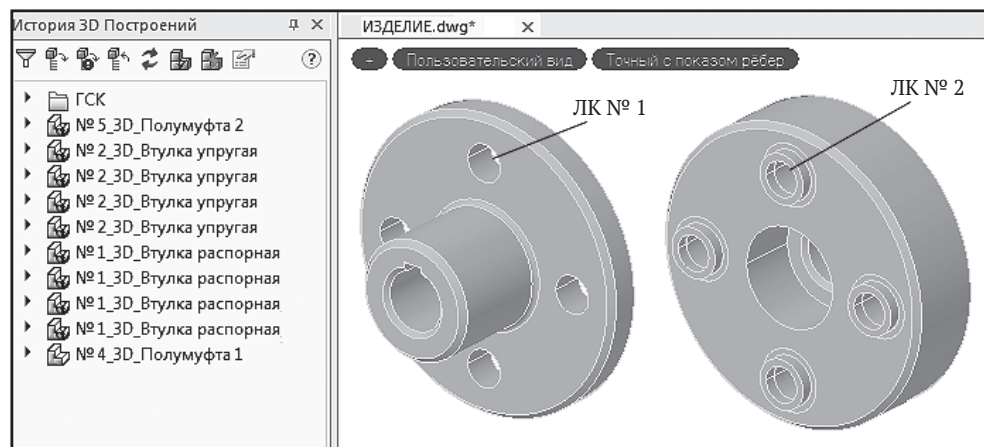 История 3D Построений
ИЗДЕЛИЕ.dwg*
Пользовательский вид
Точный с показом рёбер
ГСК
№ 5_3D_Полумуфта 2
№ 2_3D_Втулка упругая
№ 2_3D_Втулка упругая
№ 2_3D_Втулка упругая
№ 2_3D_Втулка упругая
№ 1_3D_Втулка распорная
№ 1_3D_Втулка распорная
№ 1_3D_Втулка распорная
№ 1_3D_Втулка распорная
№ 4_3D_Полумуфта 1
ЛК № 1
ЛК № 2